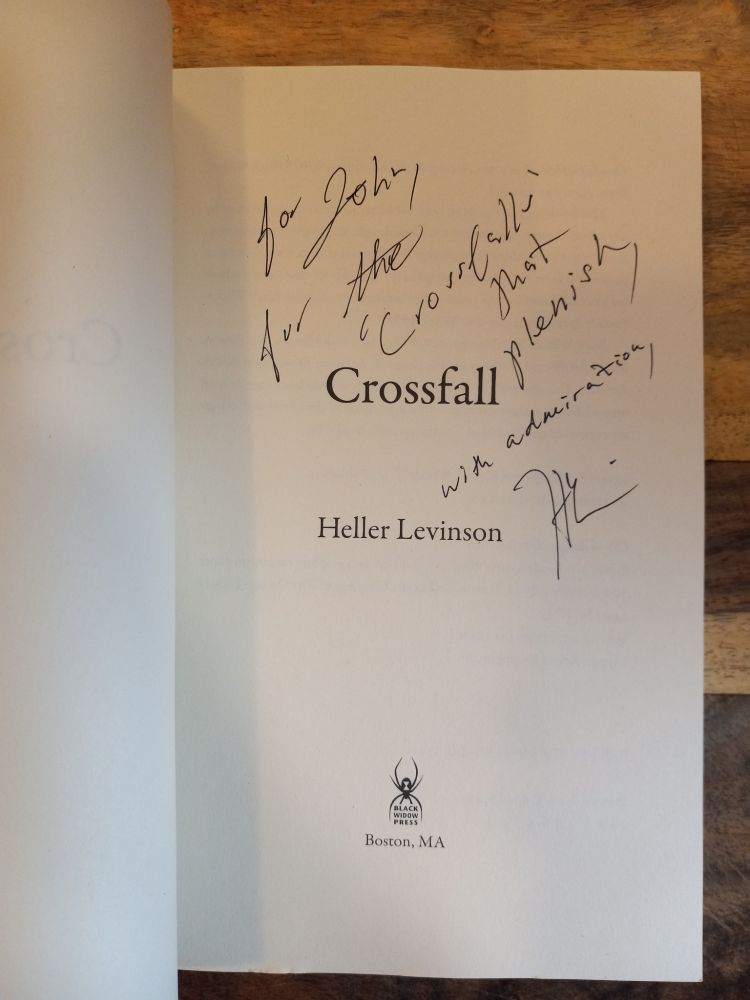 for John,
for the
"Crossfalls"
that
plenish,
Crossfall
with admiration,
Heller Levinson
BLACK
WIDOW
PRESS
Boston, MA